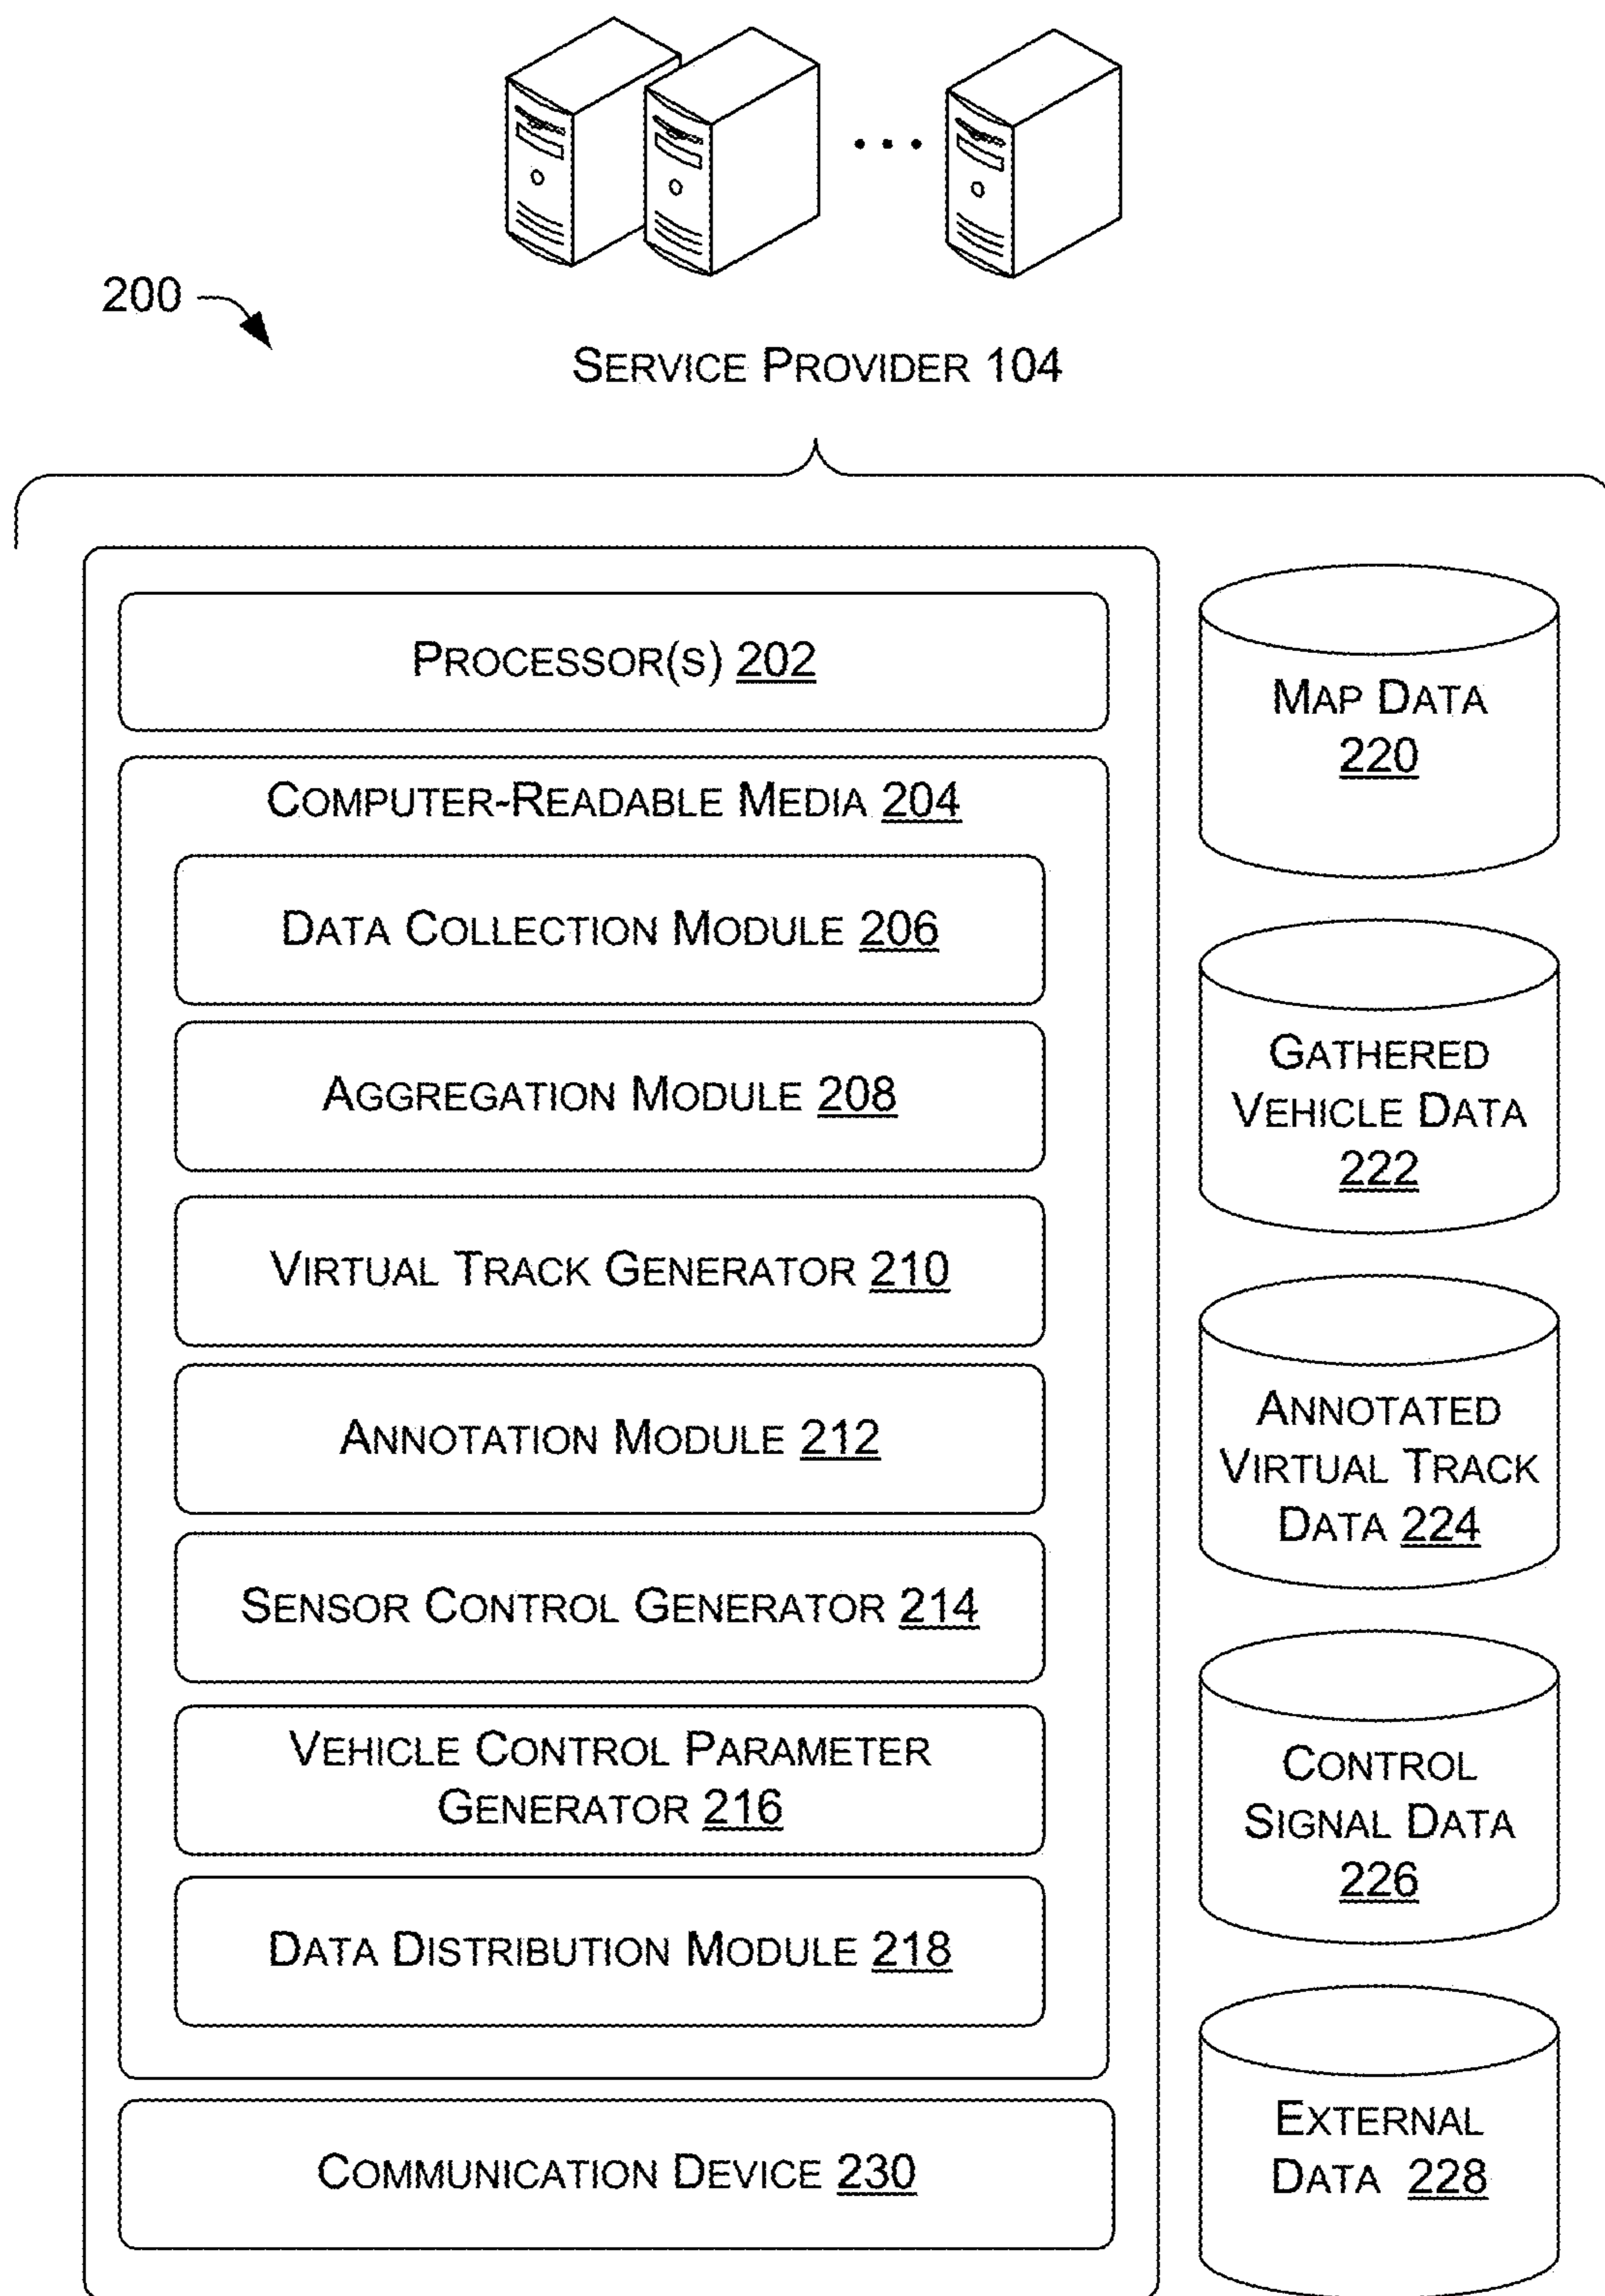 200
SERVICE PROVIDER 104
PROCESSOR(S) 202
COMPUTER-READABLE MEDIA 204
DATA COLLECTION MODULE 206
AGGREGATION MODULE 208
VIRTUAL TRACK GENERATOR 210
ANNOTATION MODULE 212
SENSOR CONTROL GENERATOR 214
VEHICLE CONTROL PARAMETER
GENERATOR 216
DATA DISTRIBUTION MODULE 218
COMMUNICATION DEVICE 230
MAP DATA
220
GATHERED
VEHICLE DATA
222
ANNOTATED
VIRTUAL TRACK
DATA 224
CONTROL
SIGNAL DATA
226
EXTERNAL
DATA 228